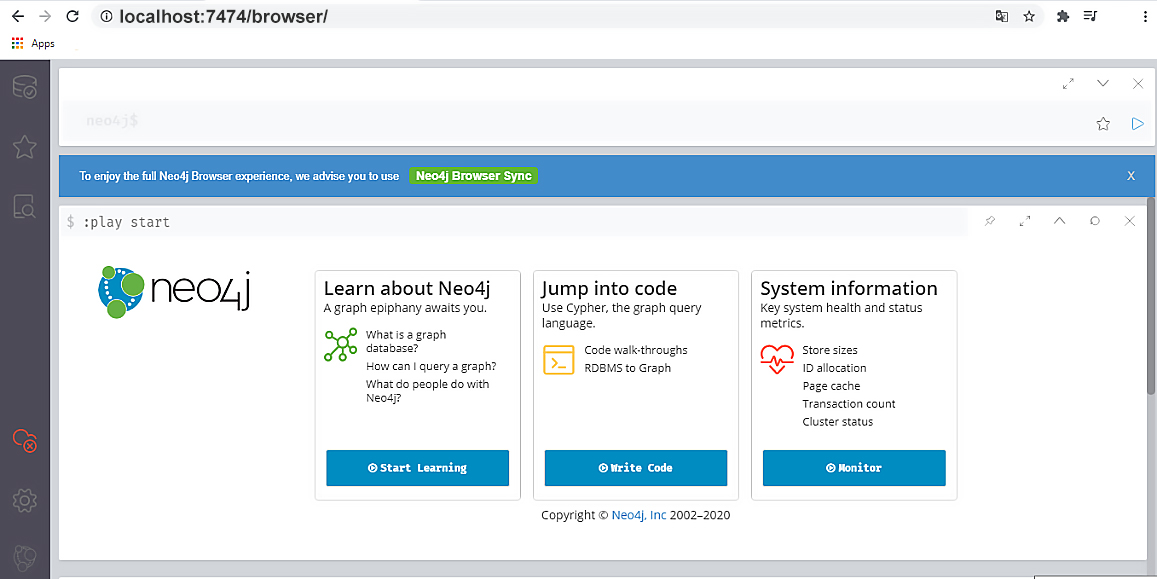 localhost:7474/browser/
Apps
neo4j$
To enjoy the full Neo4j Browser experience, we advise you to use Neo4j Browser Sync X
$ :play start
neo4j
Learn about Neo4j
A graph epiphany awaits you.
What is a graph
database?
How can I query a graph?
What do people do with
Neo4j?
Start Learning
Jump into code
Use Cypher, the graph query
language.
Code walk-throughs
RDBMS to Graph
Write Code
System information
Key system health and status
metrics.
Store sizes
ID allocation
Page cache
Transaction count
Cluster status
Monitor
Copyright © Neo4j, Inc 2002–2020